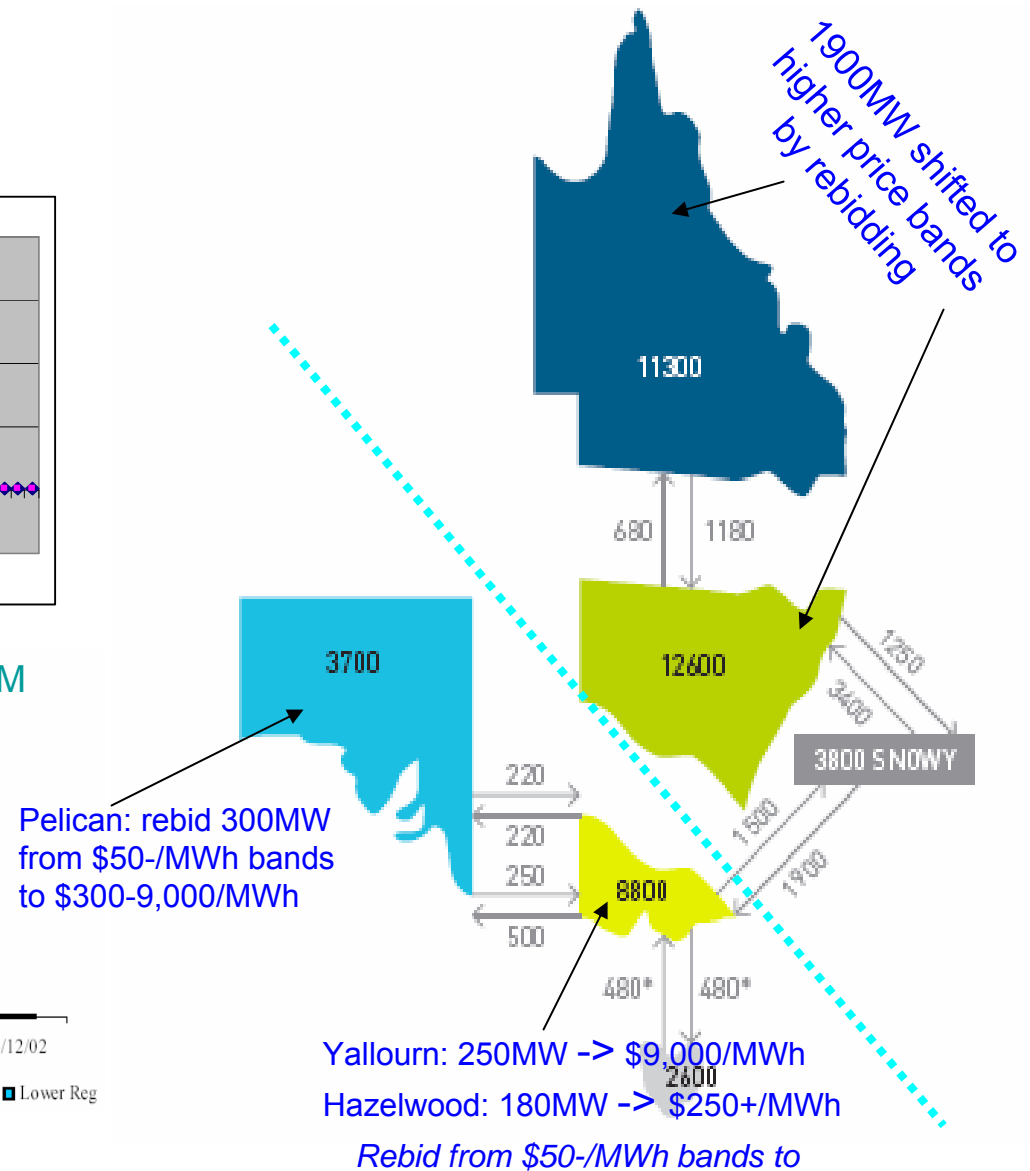 1900MW shifted to
higher price bands
by rebidding
11300
680
1180
M
3700
12600
1250
3400
3800 SNOWY
220
220
1500
1900
Pelican: rebid 300MW
from $50-/MWh bands
to $300-9,000/MWh
250
8800
500
480*
480*
/12/02
Yallourn: 250MW -> $9,000/MWh
2600
Lower Reg
Hazelwood: 180MW -> $250+/MWh
Rebid from $50-/MWh bands to